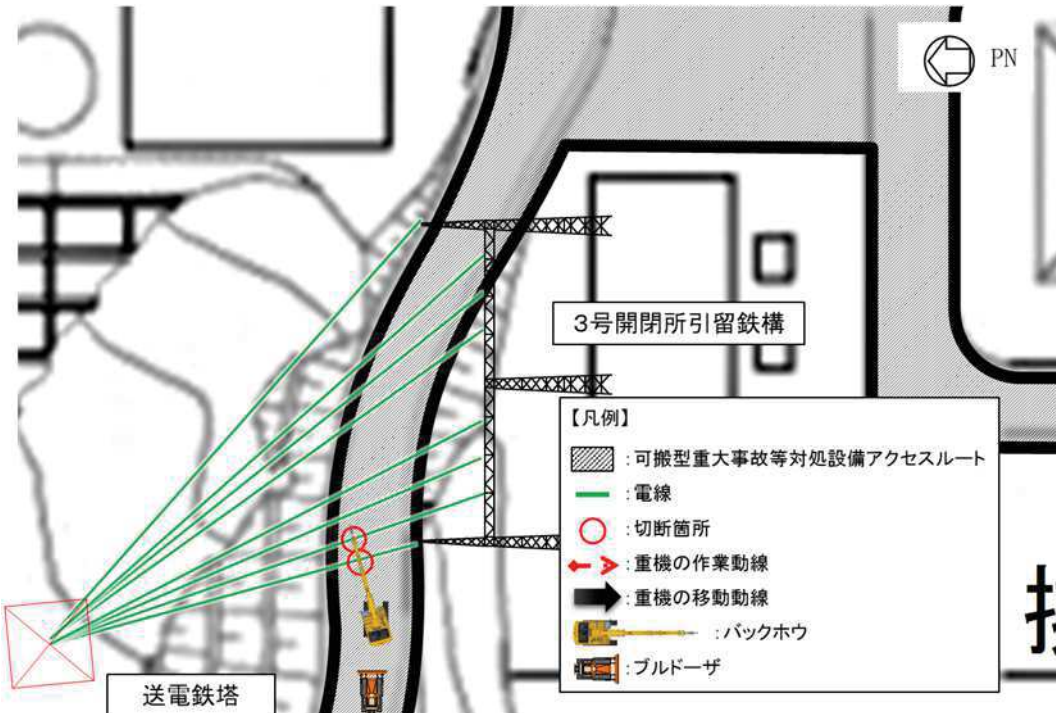 PN
3号開閉所引留鉄構
【凡例】
:可搬型重大事故等対処設備アクセスルート
:電線
:切断箇所
:重機の作業動線
:重機の移動動線
:バックホウ
:ブルドーザ
送電鉄塔